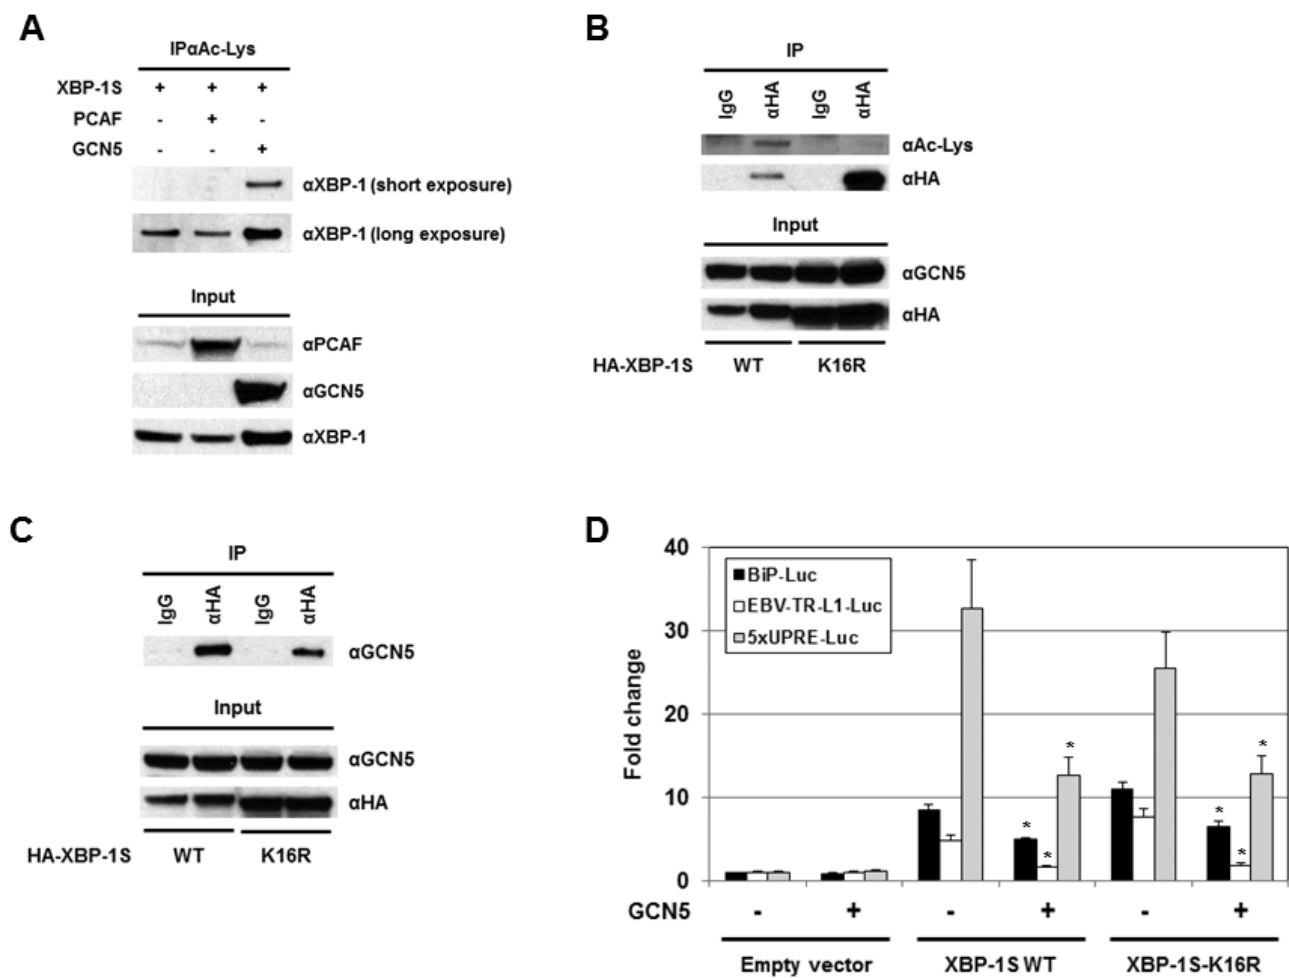 A
IPαAc-Lys
XBP-1S + + +
PCAF - + -
GCN5 - - +
αXBP-1 (short exposure)
αXBP-1 (long exposure)
Input
αPCAF
αGCN5
αXBP-1
B
IP
IgG αHA IgG αHA
αAc-Lys
αHA
Input
αGCN5
αHA
HA-XBP-1S WT K16R
C
IP
IgG αHA IgG αHA
αGCN5
Input
αGCN5
αHA
HA-XBP-1S WT K16R
D
Fold change
40
30
20
10
0
BiP-Luc
EBV-TR-L1-Luc
5xUPRE-Luc
* * *
* * *
GCN5 - + - + - +
Empty vector XBP-1S WT XBP-1S-K16R